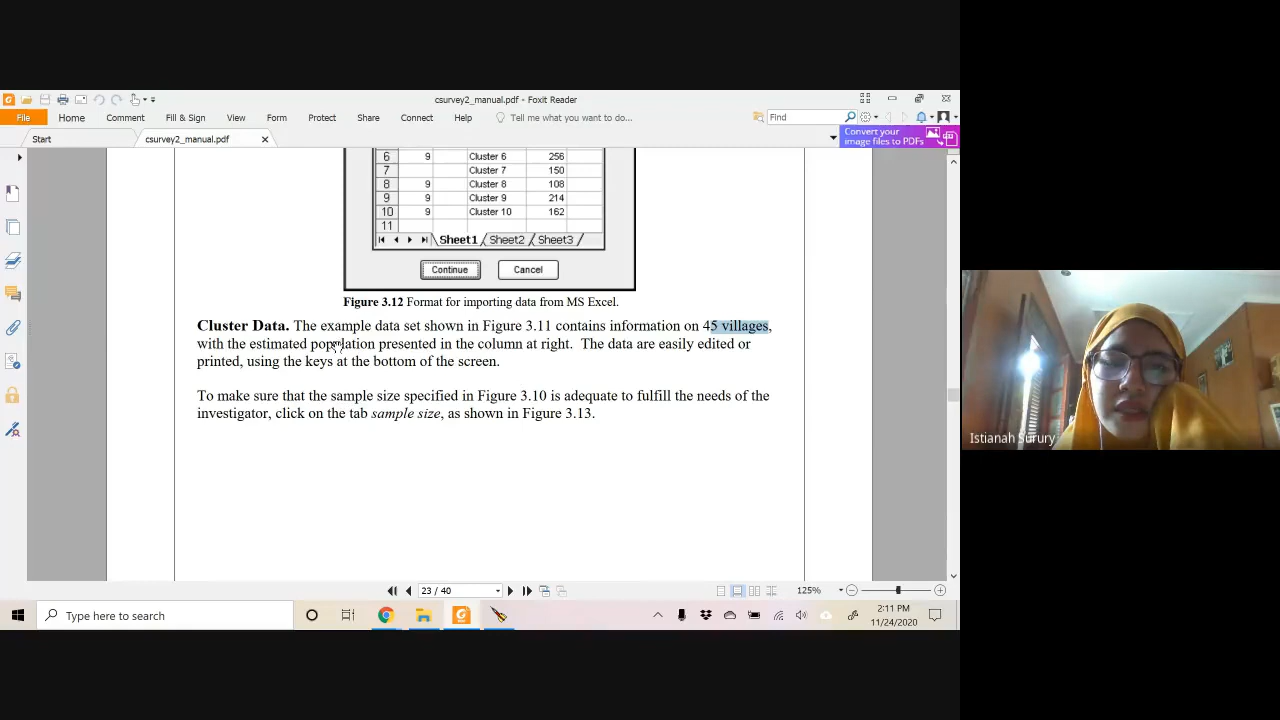 csurvey2_manual.pdf - Foxit Reader
File Home Comment Fill & Sign View Form Protect Share Connect Help Tell me what you want to do... Find
Start csurvey2_manual.pdf
Convert your
image files to PDFs
6 9 Cluster 6 256
7 Cluster 7 150
8 9 Cluster 8 108
9 9 Cluster 9 214
10 9 Cluster 10 162
11
Sheet1 Sheet2 Sheet3
Continue Cancel
Figure 3.12 Format for importing data from MS Excel.
Cluster Data. The example data set shown in Figure 3.11 contains information on 45 villages,
with the estimated population presented in the column at right. The data are easily edited or
printed, using the keys at the bottom of the screen.
To make sure that the sample size specified in Figure 3.10 is adequate to fulfill the needs of the
investigator, click on the tab sample size, as shown in Figure 3.13.
Istianah Surury
23 / 40 125%
Type here to search
2:11 PM
11/24/2020